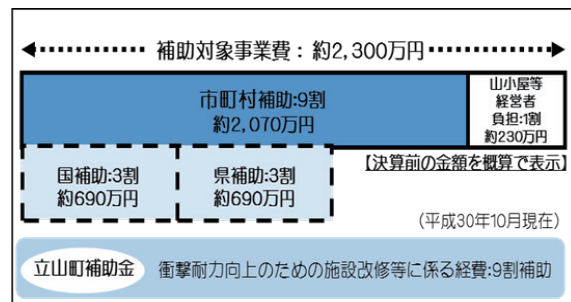 補助対象事業費：約2,300万円
市町村補助:9割
約2,070万円
山小屋等
経営者
負担:1割
約230万円
国補助:3割
約690万円
県補助:3割
約690万円
【決算前の金額を概算で表示】
(平成30年10月現在)
立山町補助金
衝撃耐力向上のための施設改修等に係る経費:9割補助